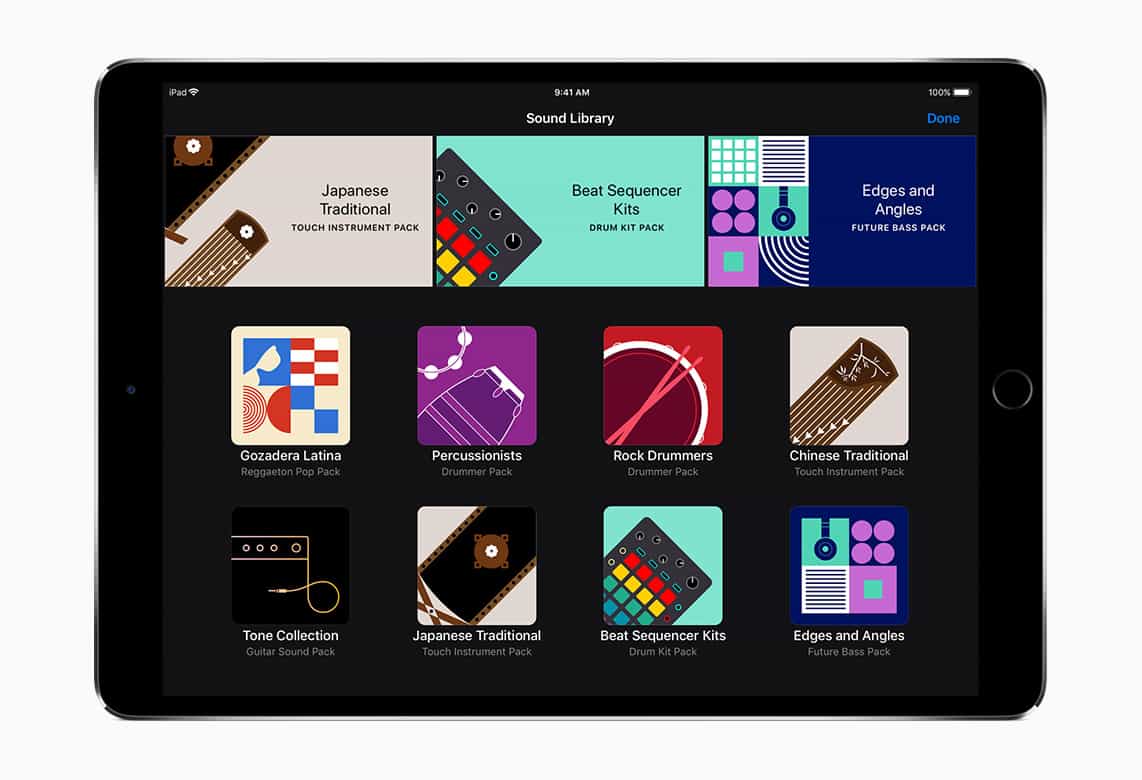 iPad
9:41 AM
100%
Sound Library
Done
Japanese
Traditional
TOUCH INSTRUMENT PACK
Beat Sequencer
Kits
DRUM KIT PACK
Edges and
Angles
FUTURE BASS PACK
Gozadera Latina
Reggaeton Pop Pack
Percussionists
Drummer Pack
Rock Drummers
Drummer Pack
Chinese Traditional
Touch Instrument Pack
Tone Collection
Guitar Sound Pack
Japanese Traditional
Touch Instrument Pack
Beat Sequencer Kits
Drum Kit Pack
Edges and Angles
Future Bass Pack